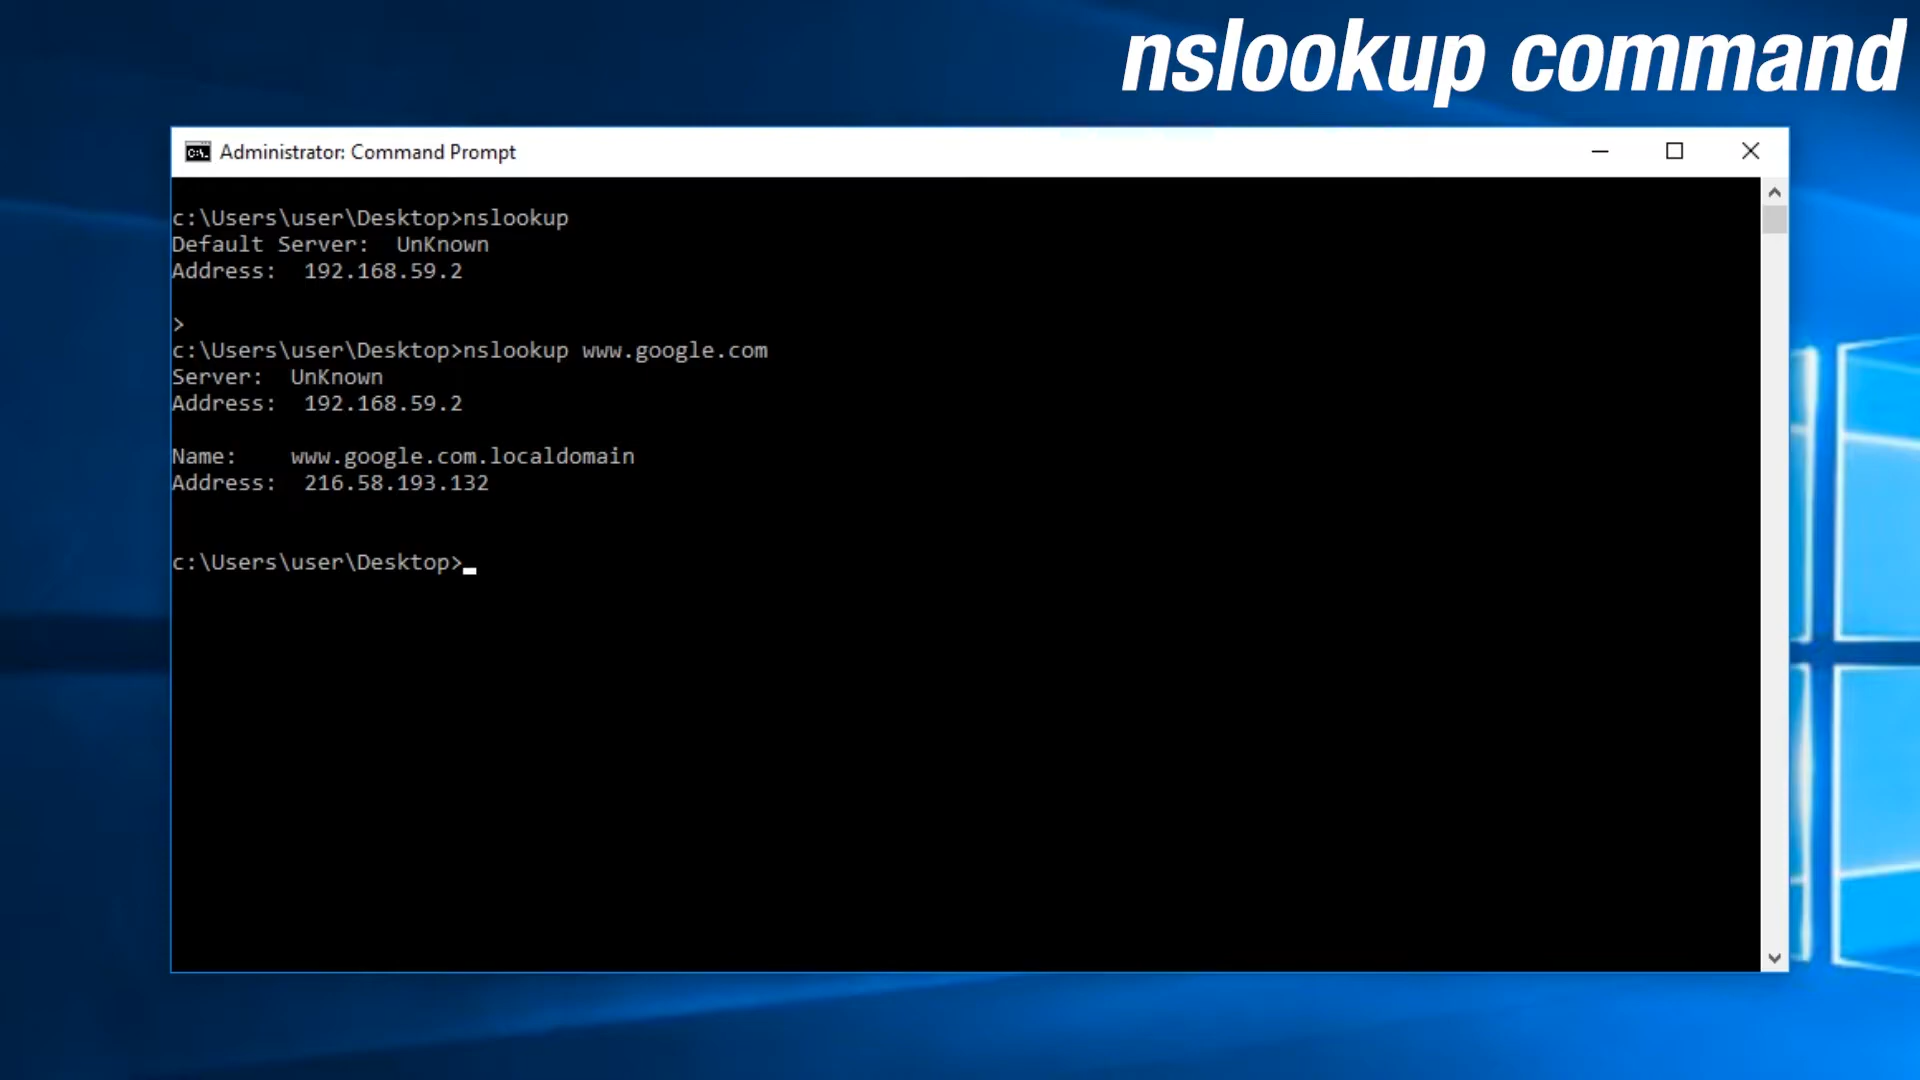 nslookup command
Administrator: Command Prompt
c:\Users\user\Desktop>nslookup
Default Server:  UnKnown
Address:  192.168.59.2
>
c:\Users\user\Desktop>nslookup www.google.com
Server:  UnKnown
Address:  192.168.59.2
Name:    www.google.com.localdomain
Address:  216.58.193.132
c:\Users\user\Desktop>